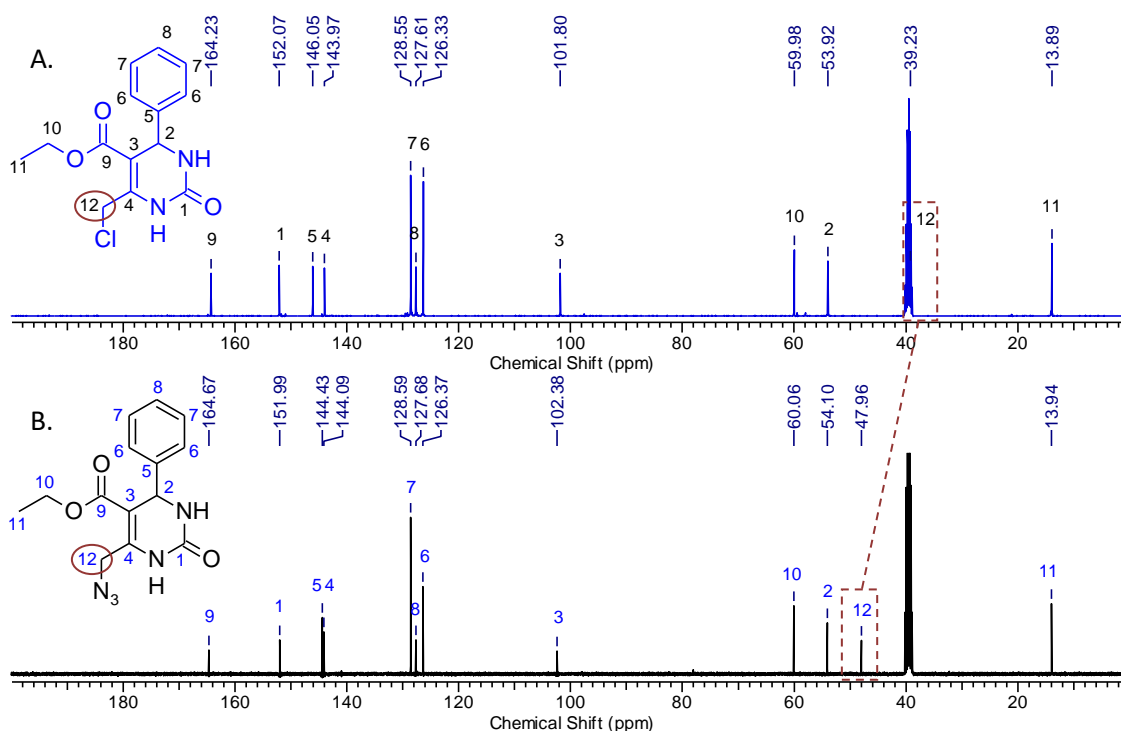 A.
164.23 152.07 146.05 143.97 128.55 127.61 126.33 101.80 59.98 53.92 39.23 13.89
8
7 7
6 6
5
10 O 3 2
11 O 9 NH
12 4 N 1 O
Cl H
9 1 5 4 7 8 6 3 10 2 12 11
180 160 140 120 100 80 60 40 20
Chemical Shift (ppm)
B.
164.67 151.99 144.43 144.09 128.59 127.68 126.37 102.38 60.06 54.10 47.96 13.94
8
7 7
6 6
5
10 O 3 2
11 O 9 NH
12 4 NH 1 O
N3
9 1 5 4 7 8 6 3 10 2 12 11
180 160 140 120 100 80 60 40 20
Chemical Shift (ppm)